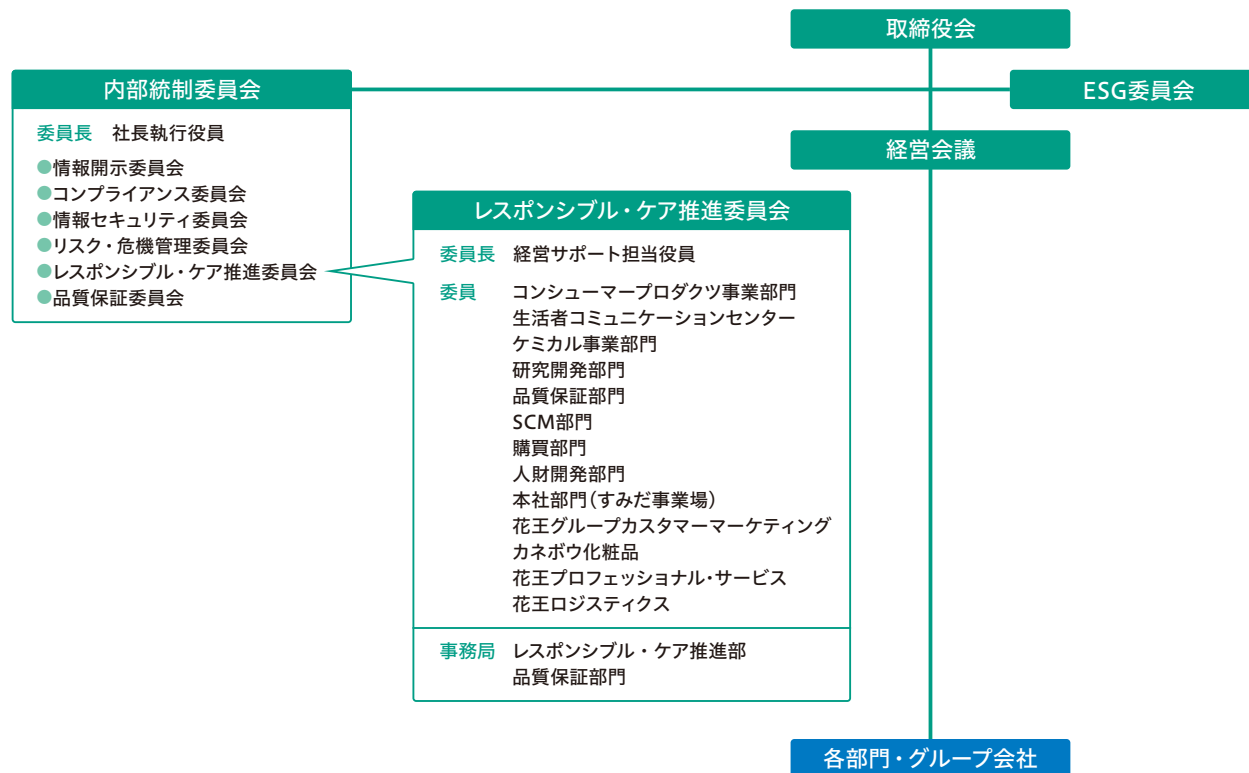 取締役会
内部統制委員会
ESG委員会
委員長 社長執行役員
経営会議
●情報開示委員会
●コンプライアンス委員会
●情報セキュリティ委員会
●リスク・危機管理委員会
●レスポンシブル・ケア推進委員会
●品質保証委員会
レスポンシブル・ケア推進委員会
委員長 経営サポート担当役員
委員 コンシューマープロダクツ事業部門
生活者コミュニケーションセンター
ケミカル事業部門
研究開発部門
品質保証部門
SCM部門
購買部門
人財開発部門
本社部門(すみだ事業場)
花王グループカスタマーマーケティング
カネボウ化粧品
花王プロフェッショナル・サービス
花王ロジスティクス
事務局 レスポンシブル・ケア推進部
品質保証部門
各部門・グループ会社